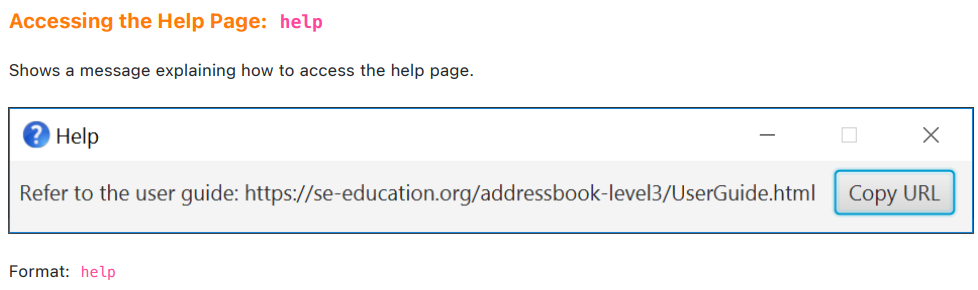 Accessing the Help Page: help
Shows a message explaining how to access the help page.
Help
Refer to the user guide: https://se-education.org/addressbook-level3/UserGuide.html Copy URL
Format: help